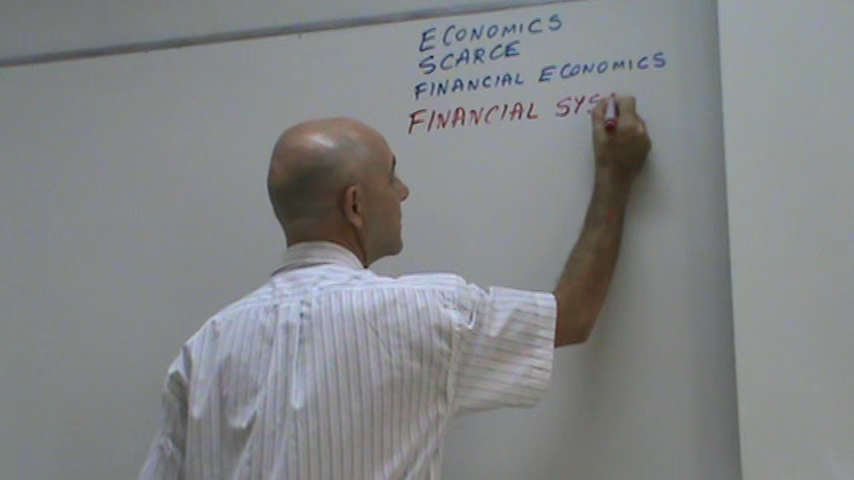 ECONOMICS
SCARCE
FINANCIAL ECONOMICS
FINANCIAL SYS